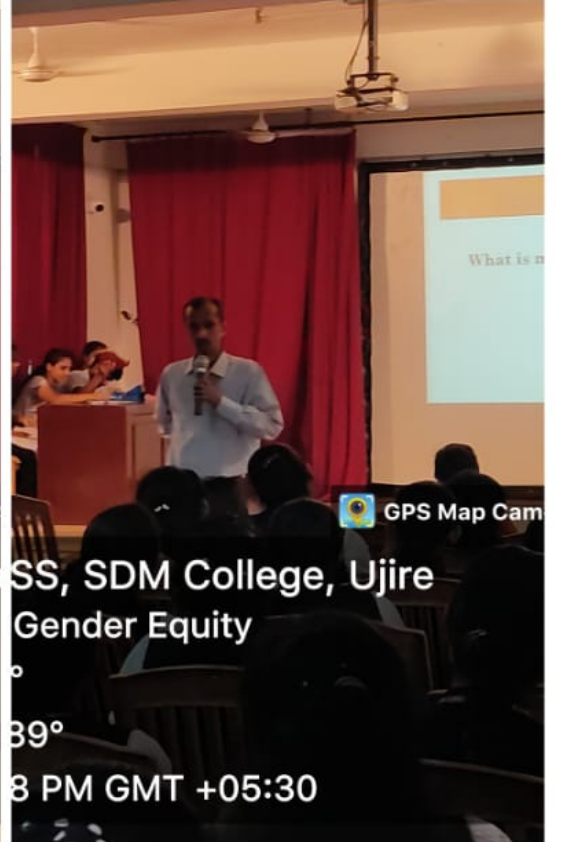 What is
GPS Map Cam
SS, SDM College, Ujire
Gender Equity
°
39°
8 PM GMT +05:30